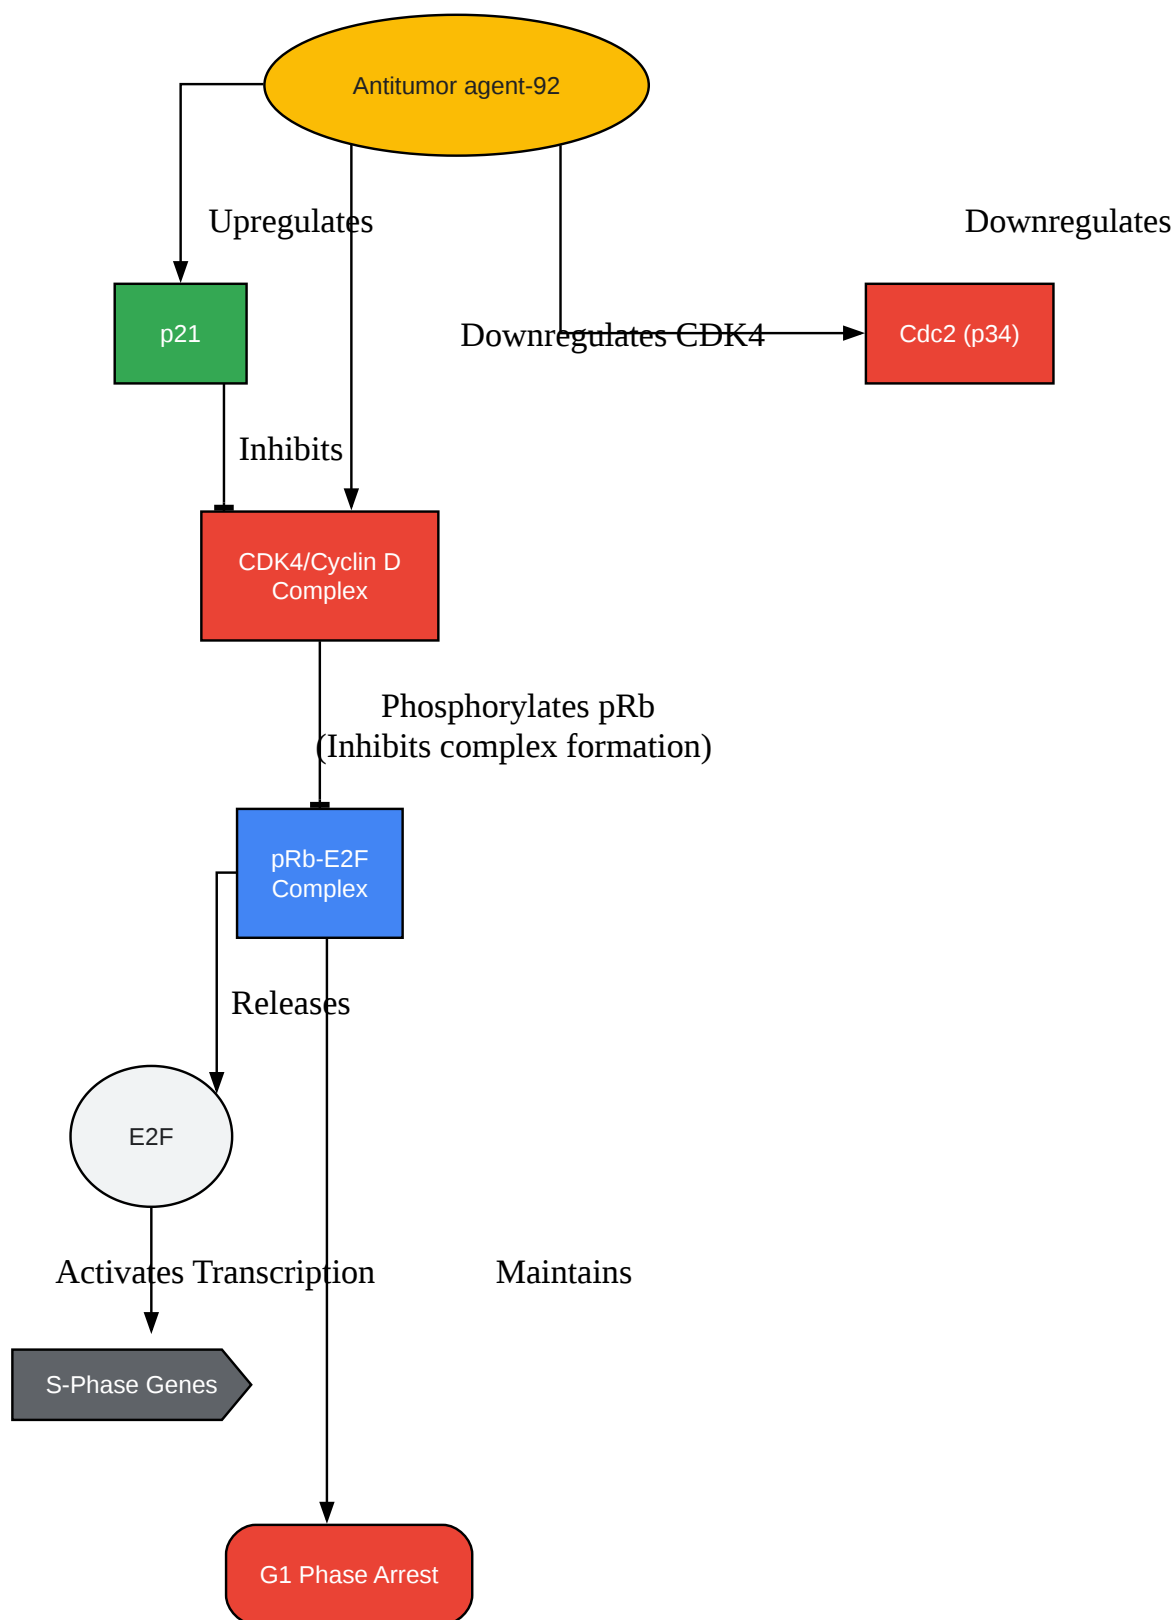 Antitumor agent-92
Upregulates
Downregulates
p21
Downregulates CDK4
Cdc2 (p34)
Inhibits
CDK4/Cyclin D
Complex
Phosphorylates pRb
(Inhibits complex formation)
pRb-E2F
Complex
Releases
E2F
Activates Transcription
Maintains
S-Phase Genes
G1 Phase Arrest